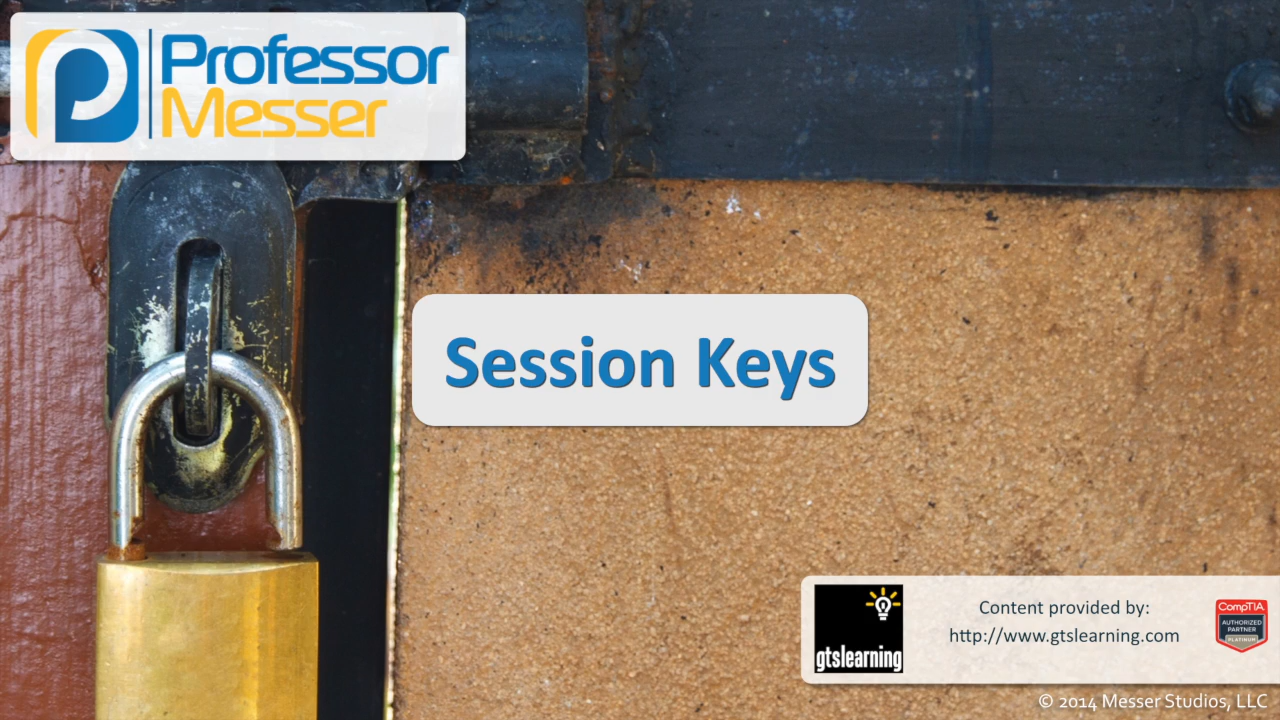 Professor
Messer
Session Keys
gtslearning
Content provided by:
http://www.gtslearning.com
CompTIA
AUTHORIZED
PARTNER
PLATINUM
© 2014 Messer Studios, LLC